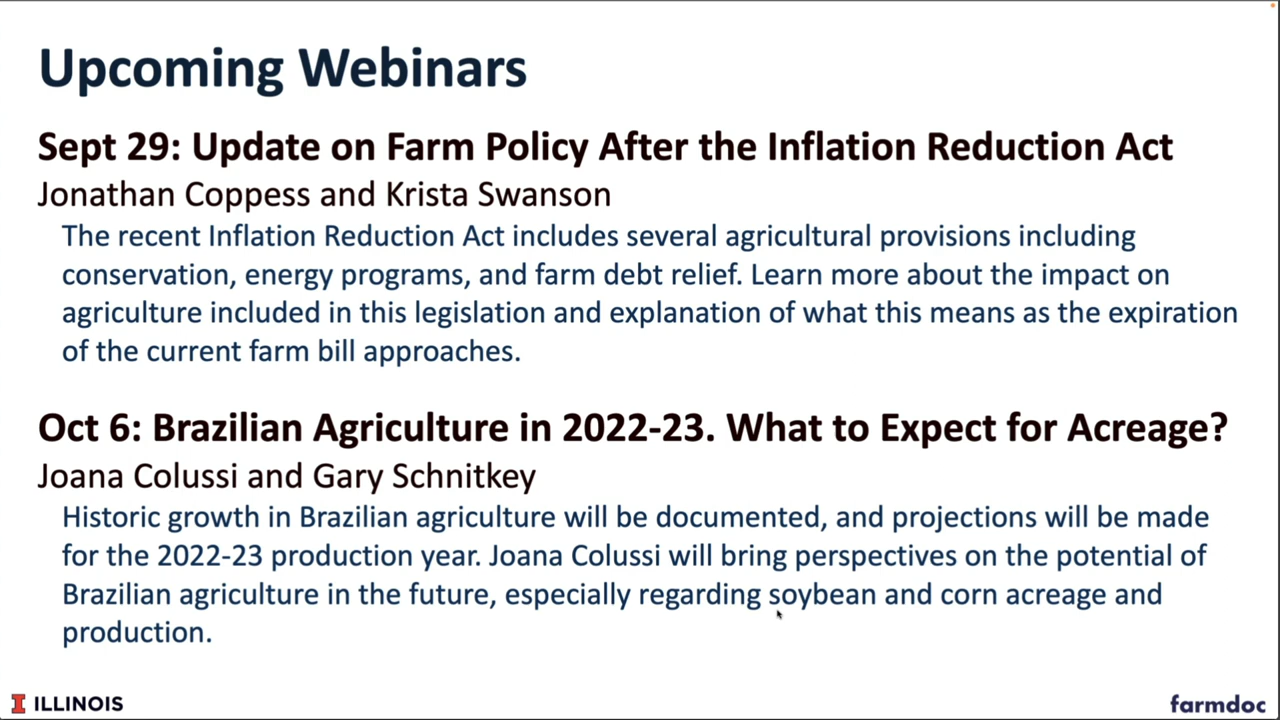 Upcoming Webinars
Sept 29: Update on Farm Policy After the Inflation Reduction Act
Jonathan Coppess and Krista Swanson
The recent Inflation Reduction Act includes several agricultural provisions including
conservation, energy programs, and farm debt relief. Learn more about the impact on
agriculture included in this legislation and explanation of what this means as the expiration
of the current farm bill approaches.
Oct 6: Brazilian Agriculture in 2022-23. What to Expect for Acreage?
Joana Colussi and Gary Schnitkey
Historic growth in Brazilian agriculture will be documented, and projections will be made
for the 2022-23 production year. Joana Colussi will bring perspectives on the potential of
Brazilian agriculture in the future, especially regarding soybean and corn acreage and
production.
I ILLINOIS
farmdoc